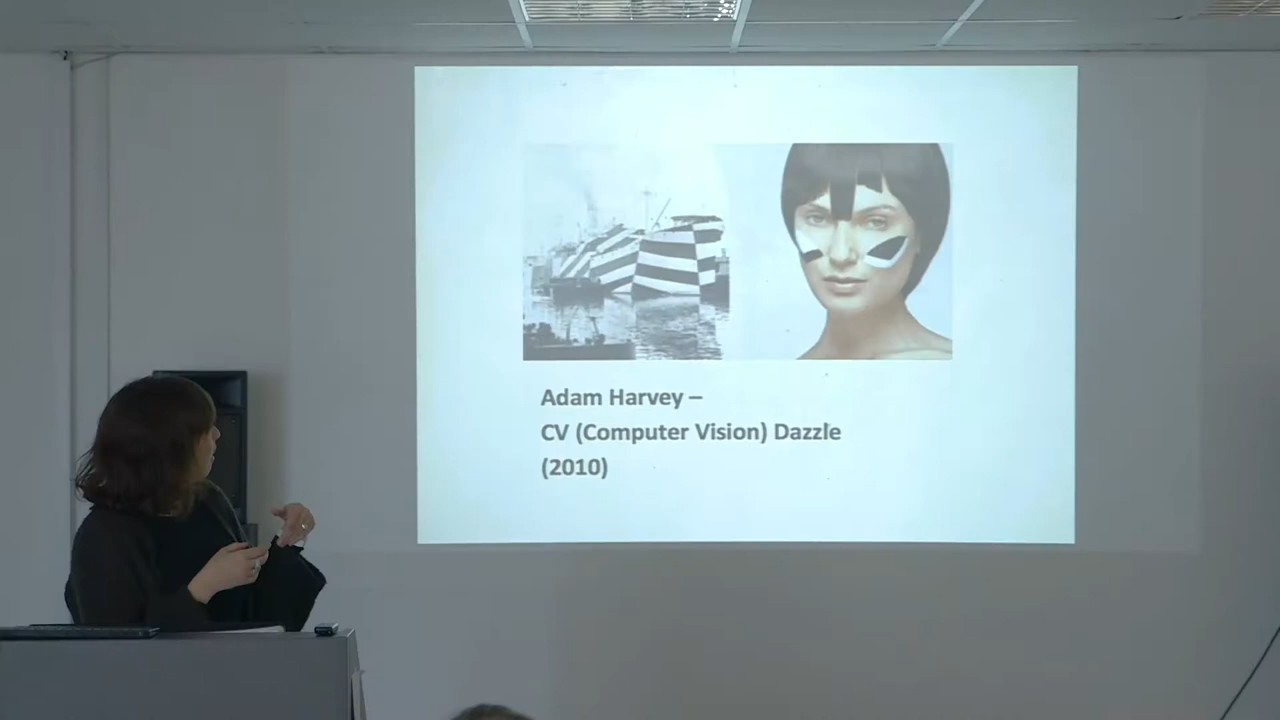 Adam Harvey –
CV (Computer Vision) Dazzle
(2010)